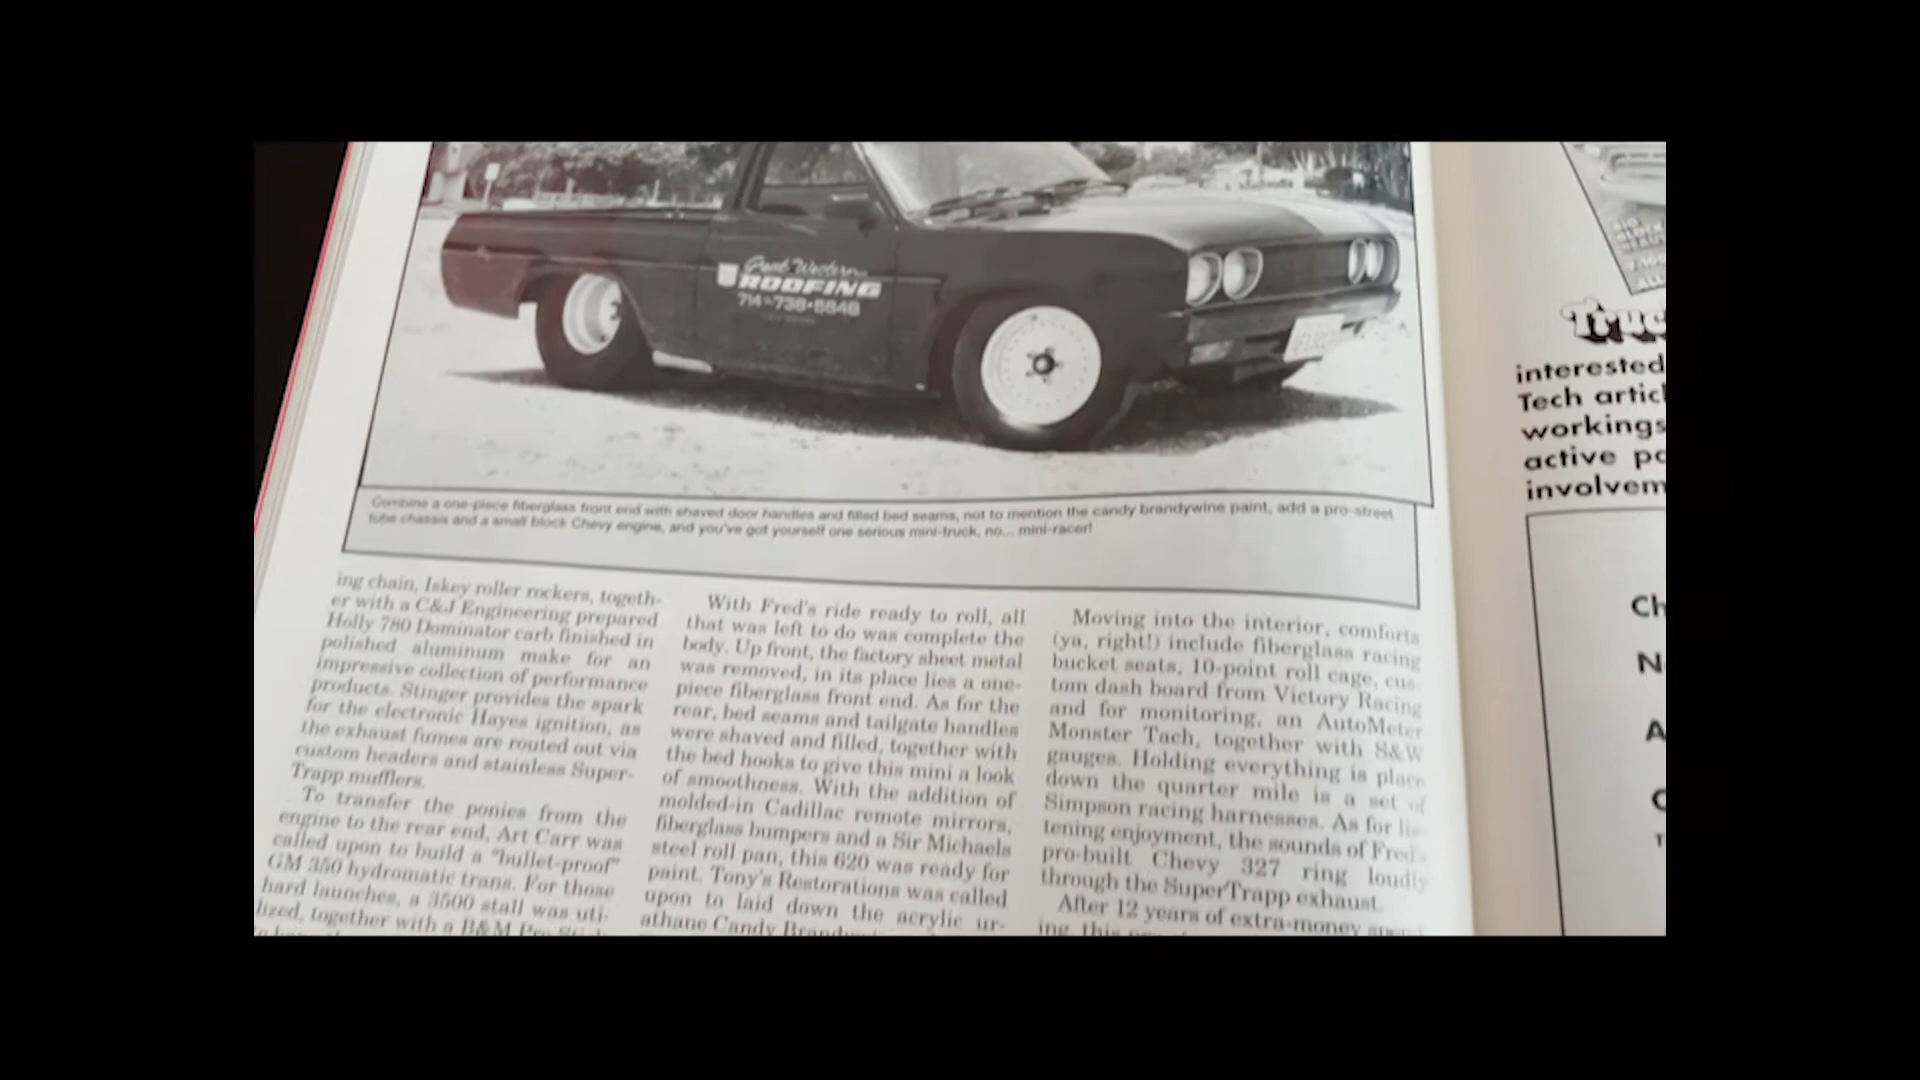 Great Western
ROOFING
714-738-5848
Combine a one-piece fiberglass front end with shaved door handles and filled bed seams, not to mention the candy brandywine paint, add a pro-street
tube chassis and a small block Chevy engine, and you've got yourself one serious mini-truck, no... mini-racer!
ing chain, Iskey roller rockers, togeth-
er with a C&J Engineering prepared
Holly 780 Dominator carb finished in
polished aluminum make for an
impressive collection of performance
products. Stinger provides the spark
for the electronic Hayes ignition, as
the exhaust fumes are routed out via
custom headers and stainless Super-
Trapp mufflers.
To transfer the ponies from the
engine to the rear end, Art Carr was
called upon to build a "bullet-proof"
GM 350 hydromatic trans. For those
hard launches, a 3500 stall was uti-
lized, together with a B&M Pro
With Fred's ride ready to roll, all
that was left to do was complete the
body. Up front, the factory sheet metal
was removed, in its place lies a one-
piece fiberglass front end. As for the
rear, bed seams and tailgate handles
were shaved and filled, together with
the bed hooks to give this mini a look
of smoothness. With the addition of
molded-in Cadillac remote mirrors,
fiberglass bumpers and a Sir Michaels
steel roll pan, this 620 was ready for
paint. Tony's Restorations was called
upon to laid down the acrylic ur-
athane Candy
Moving into the interior, comforts
(ya, right!) include fiberglass racing
bucket seats, 10-point roll cage, cus-
tom dash board from Victory Racing
and for monitoring, an AutoMeter
Monster Tach, together with S&W
gauges. Holding everything is place
down the quarter mile is a set of
Simpson racing harnesses. As for lis-
tening enjoyment, the sounds of Fred's
pro-built Chevy 327 ring loudly
through the SuperTrapp exhaust.
After 12 years of extra-money spend-
ing, this
BIG
BLOCK
Truc
interested
Tech articl
workings
active pa
involvem
Ch
N
A
C
T